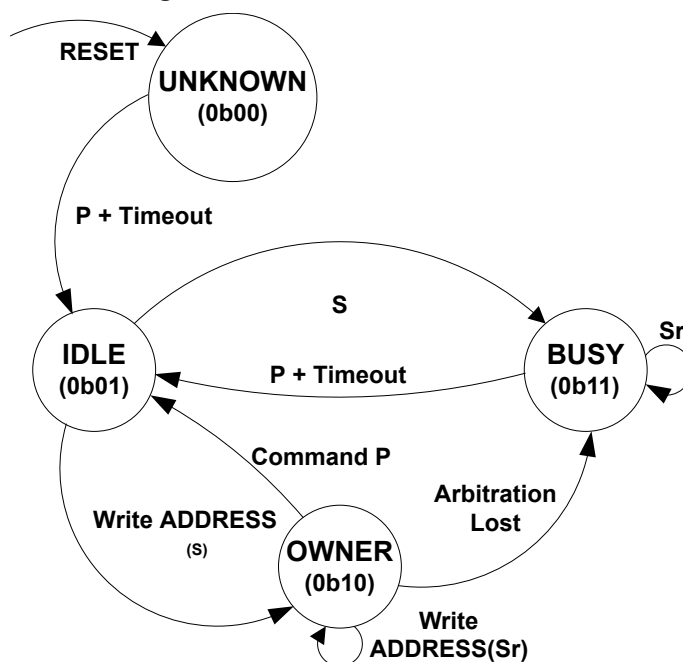 RESET
UNKNOWN
(0b00)
P + Timeout
S
IDLE
(0b01)
BUSY
(0b11)
Sr
P + Timeout
Command P
Arbitration
Lost
Write ADDRESS
(S)
OWNER
(0b10)
Write
ADDRESS(Sr)